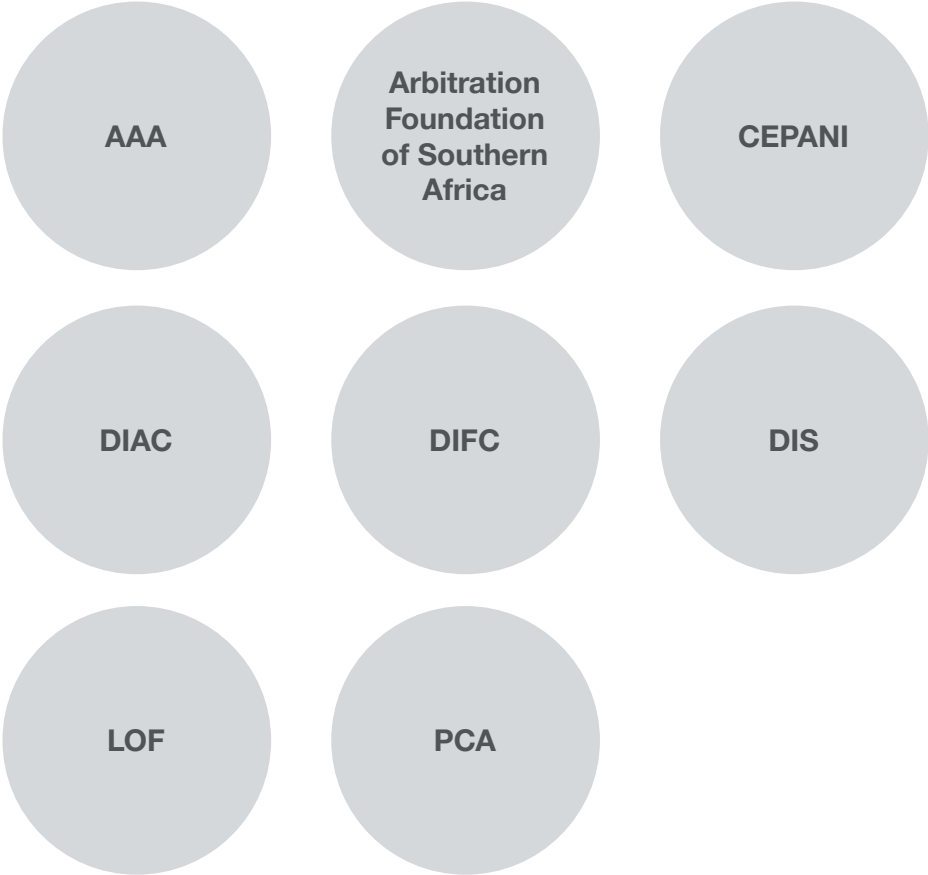 AAA
Arbitration
Foundation
of Southern
Africa
CEPANI
DIAC
DIFC
DIS
LOF
PCA